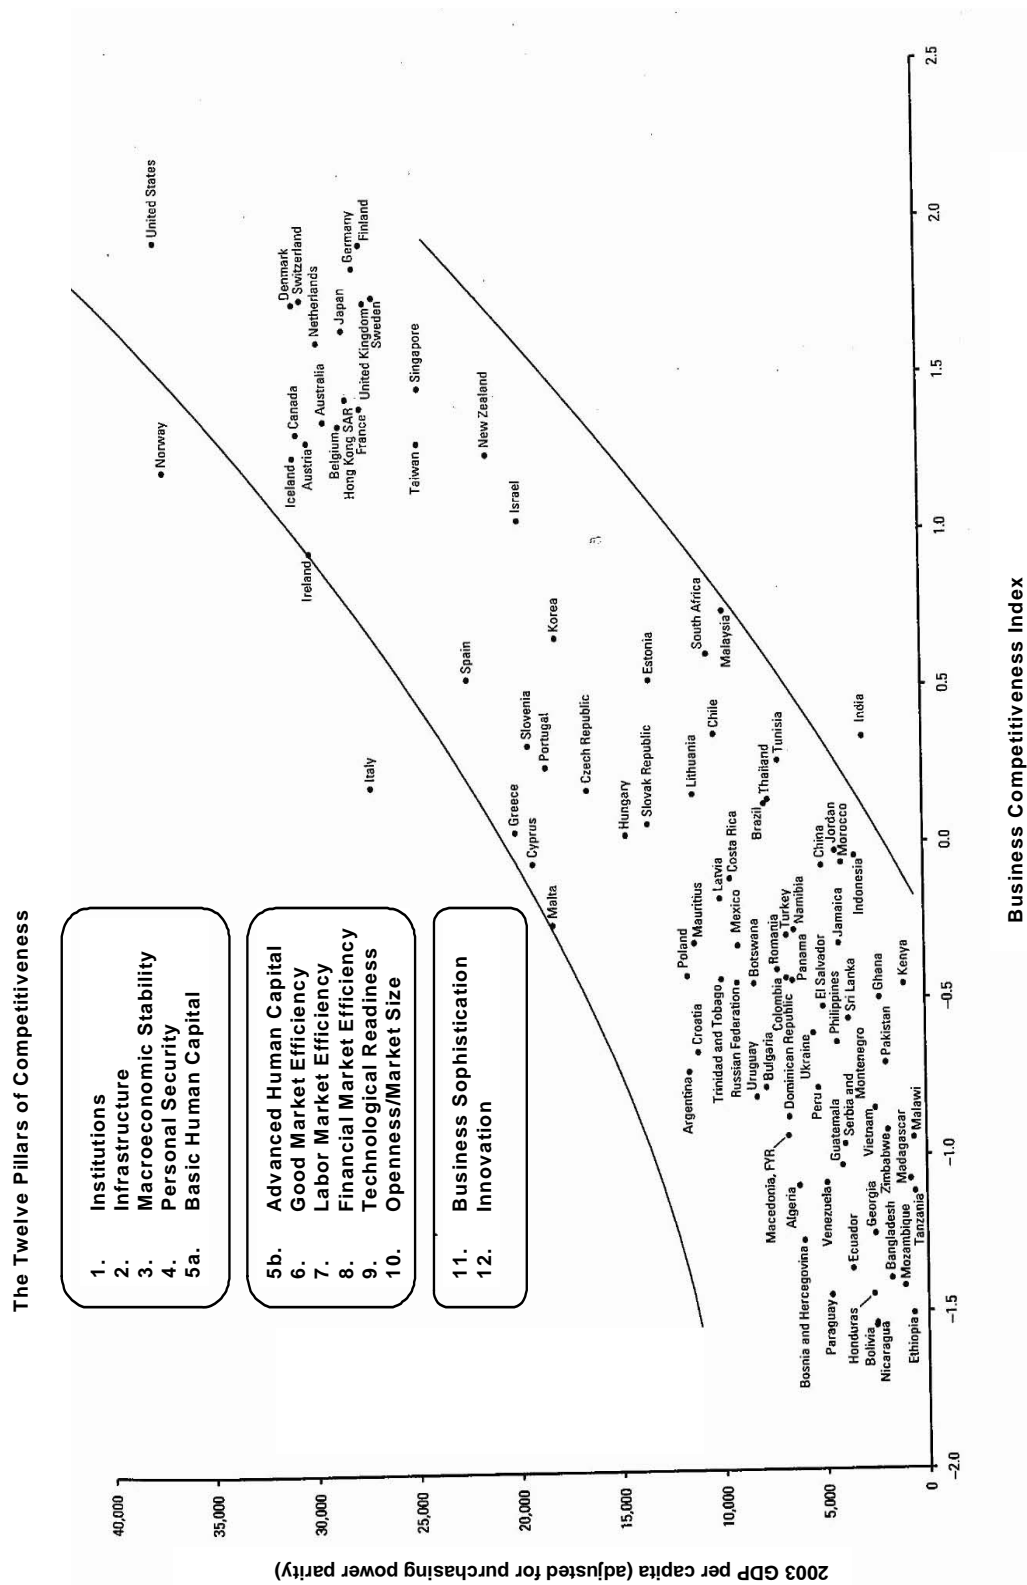 The Twelve Pillars of Competitiveness
1. Institutions
2. Infrastructure
3. Macroeconomic Stability
4. Personal Security
5a. Basic Human Capital
5b. Advanced Human Capital
6. Good Market Efficiency
7. Labor Market Efficiency
8. Financial Market Efficiency
9. Technological Readiness
10. Openness/Market Size
11. Business Sophistication
12. Innovation
2003 GDP per capita (adjusted for purchasing power parity)
40,000
35,000
30,000
25,000
20,000
15,000
10,000
5,000
0
United States
Norway
Denmark
Switzerland
Netherlands
Germany
Finland
Japan
United Kingdom
Sweden
Canada
Australia
Iceland
Austria
Belgium
Hong Kong SAR
France
Singapore
Taiwan
New Zealand
Ireland
Israel
Italy
Spain
Korea
Slovenia
Portugal
Greece
Cyprus
Czech Republic
Malta
Estonia
Hungary
Slovak Republic
South Africa
Malaysia
Lithuania
Chile
Poland
Mauritius
Latvia
Costa Rica
Croatia
Argentina
Trinidad and Tobago
Mexico
Russian Federation
Botswana
Uruguay
Bulgaria
Brazil
Thailand
Tunisia
Romania
Turkey
Namibia
Colombia
Panama
Dominican Republic
Macedonia, FYR
Algeria
Bosnia and Hercegovina
Ukraine
El Salvador
Peru
China
Jordan
Morocco
Indonesia
India
Jamaica
Philippines
Sri Lanka
Guatemala
Serbia and
Montenegro
Venezuela
Paraguay
Ecuador
Ghana
Kenya
Pakistan
Vietnam
Zimbabwe
Malawi
Madagascar
Georgia
Bangladesh
Mozambique
Tanzania
Honduras
Bolivia
Nicaragua
Ethiopia
−2.0
−1.5
−1.0
−0.5
0.0
0.5
1.0
1.5
2.0
2.5
Business Competitiveness Index